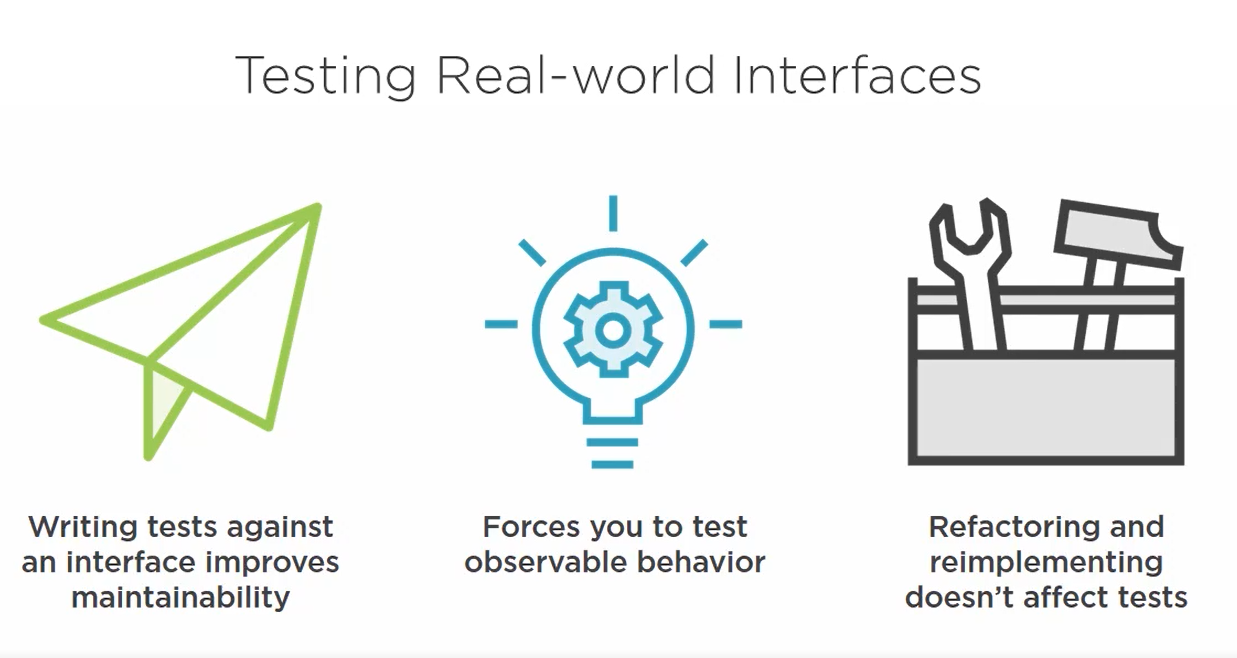 Testing Real-world Interfaces
Writing tests against
an interface improves
maintainability
Forces you to test
observable behavior
Refactoring and
reimplementing
doesn’t affect tests